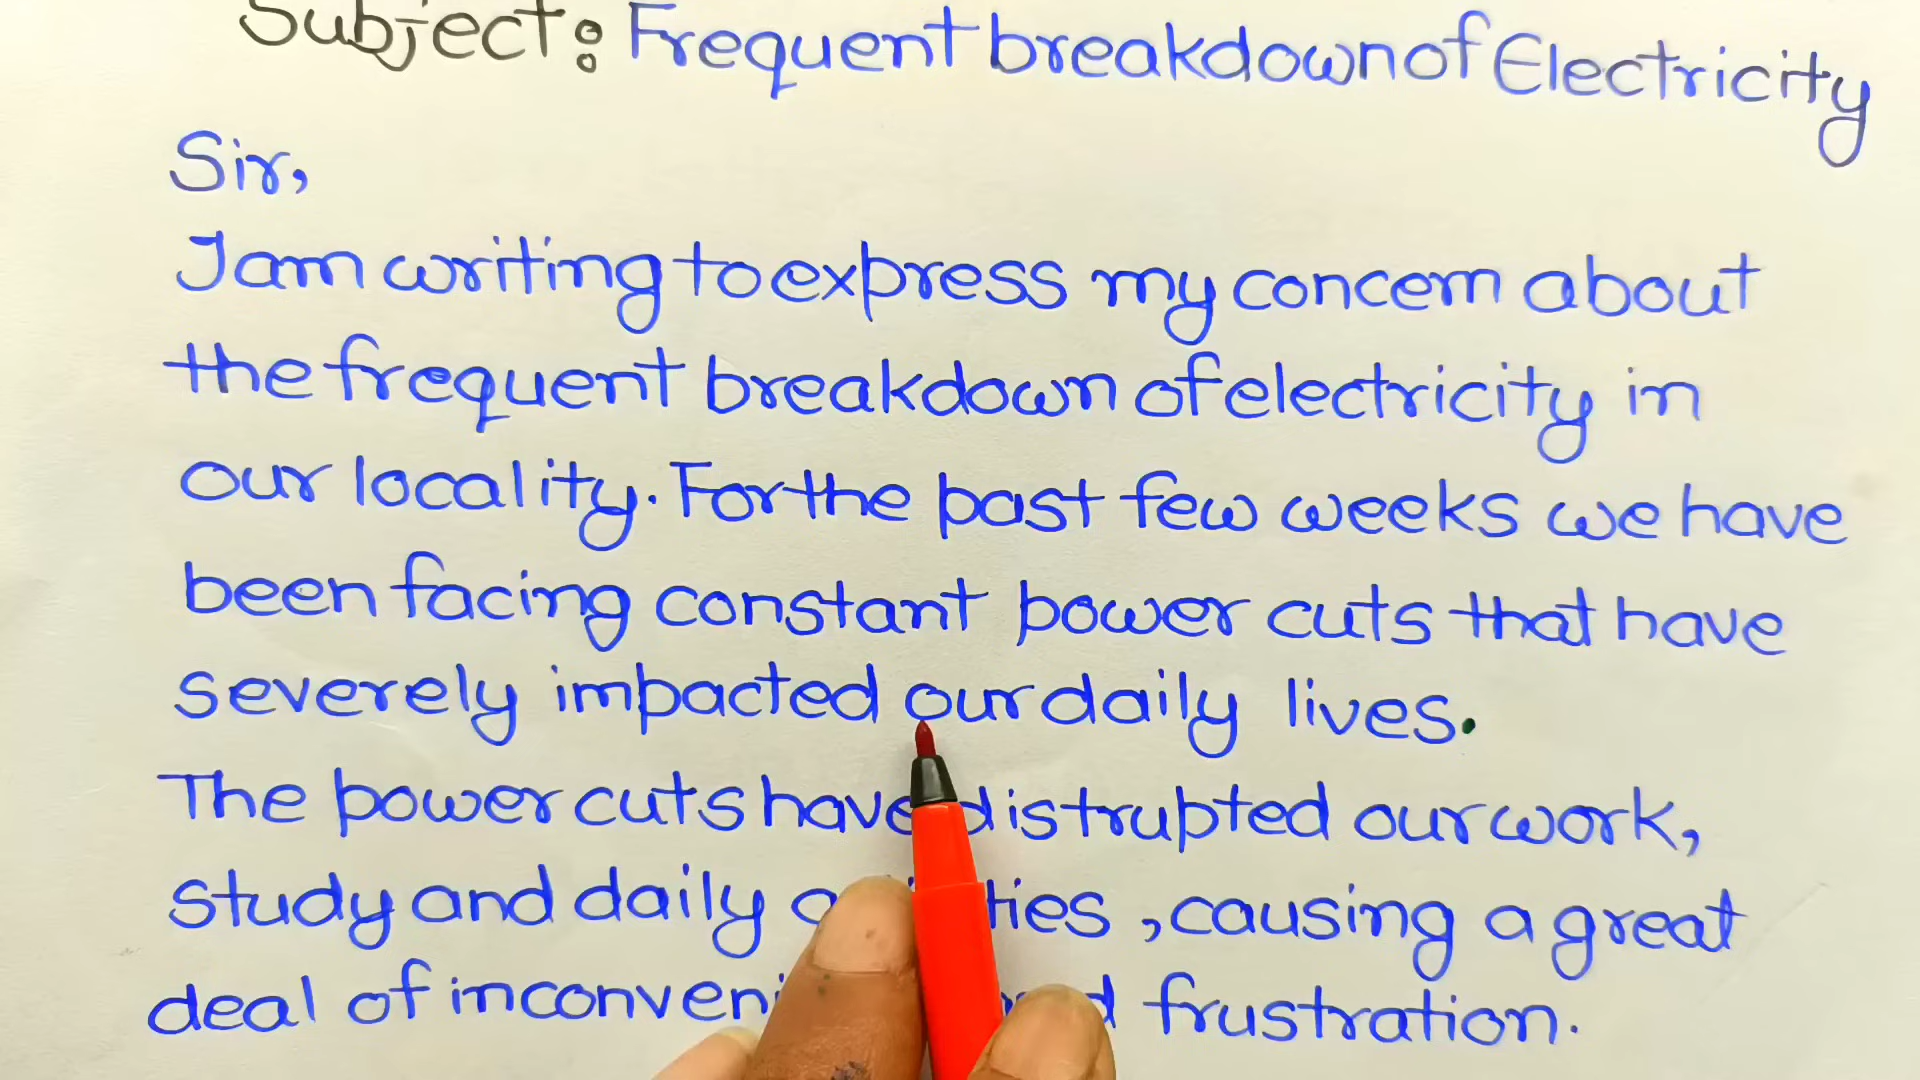 Subject: Frequent breakdown of Electricity
Sir,
I am writing to express my concern about
the frequent breakdown of electricity in
our locality. For the past few weeks we have
been facing constant power cuts that have
severely impacted our daily lives.
The power cuts have distrupted our work,
study and daily , causing a great
deal of frustration.